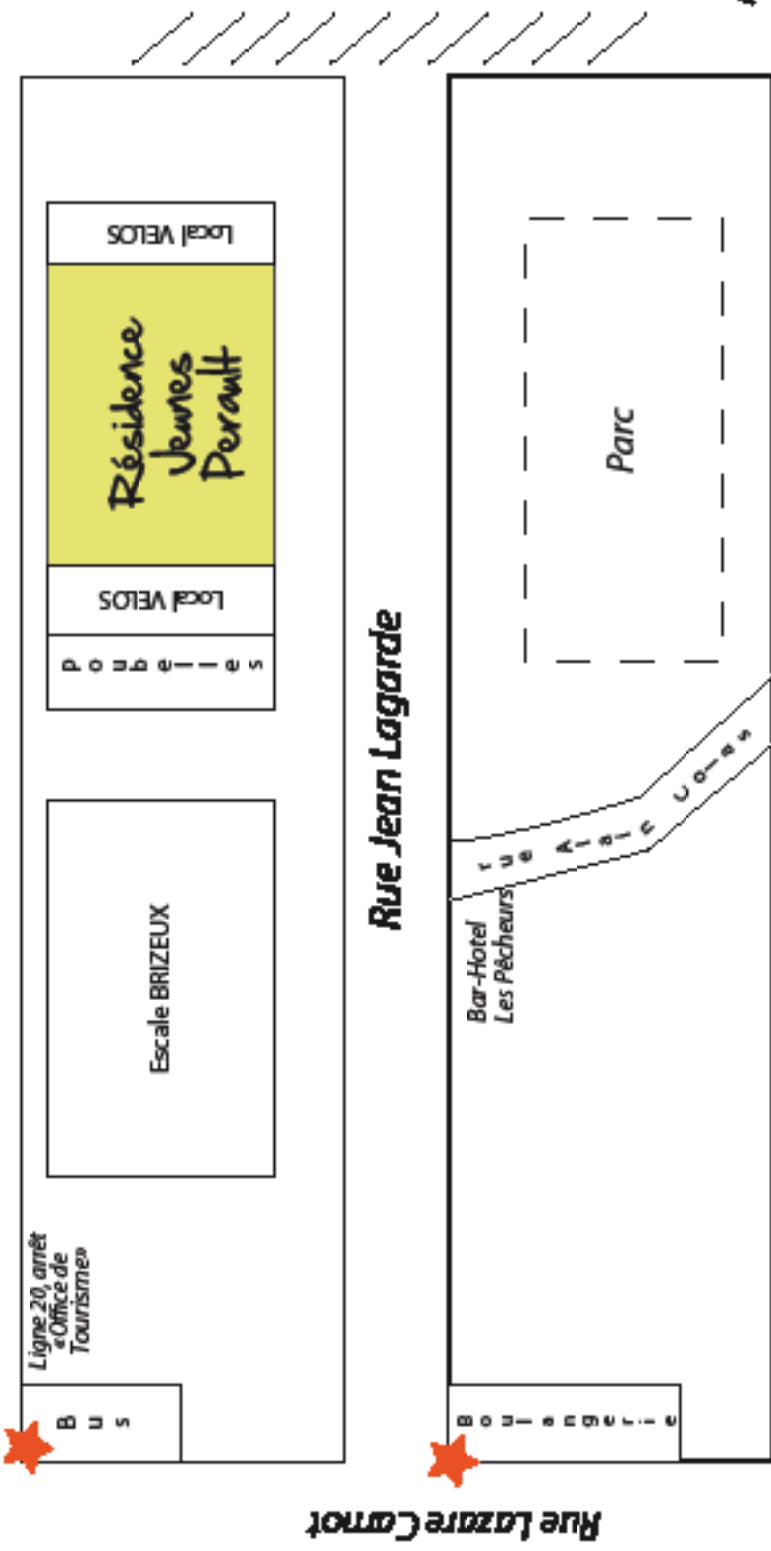 Ligne 20, arrêt
«Office de
Tourisme»
Bus
Escale BRIZEUX
Poubelles
Local VELOS
Résidence
Jeunes
Perault
Local VELOS
Rue Jean Lagarde
Boulangerie
Bar-Hotel
Les Pêcheurs
rue Alain Colas
Parc
Rue Lazare Carnot